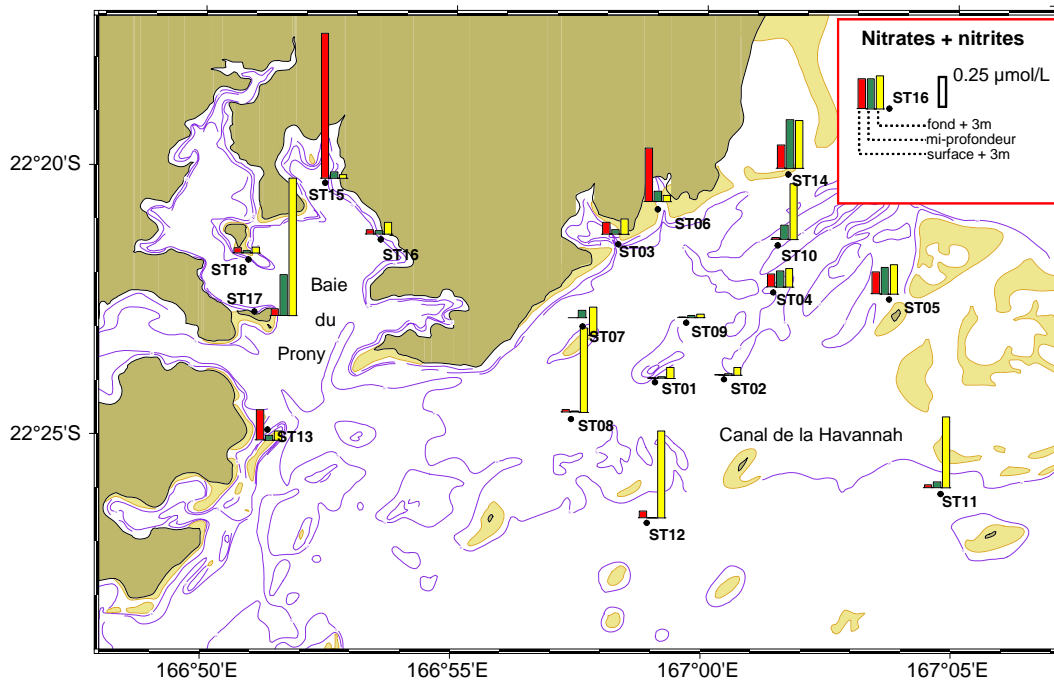 Nitrates + nitrites
0.25 µmol/L
ST16
fond + 3m
mi-profondeur
surface + 3m
22°20'S
22°25'S
ST15
ST06
ST14
ST03
ST16
ST10
ST18
ST17
Baie
du
Prony
ST04
ST05
ST07
ST09
ST01
ST02
ST08
ST13
Canal de la Havannah
ST11
ST12
166°50'E
166°55'E
167°00'E
167°05'E